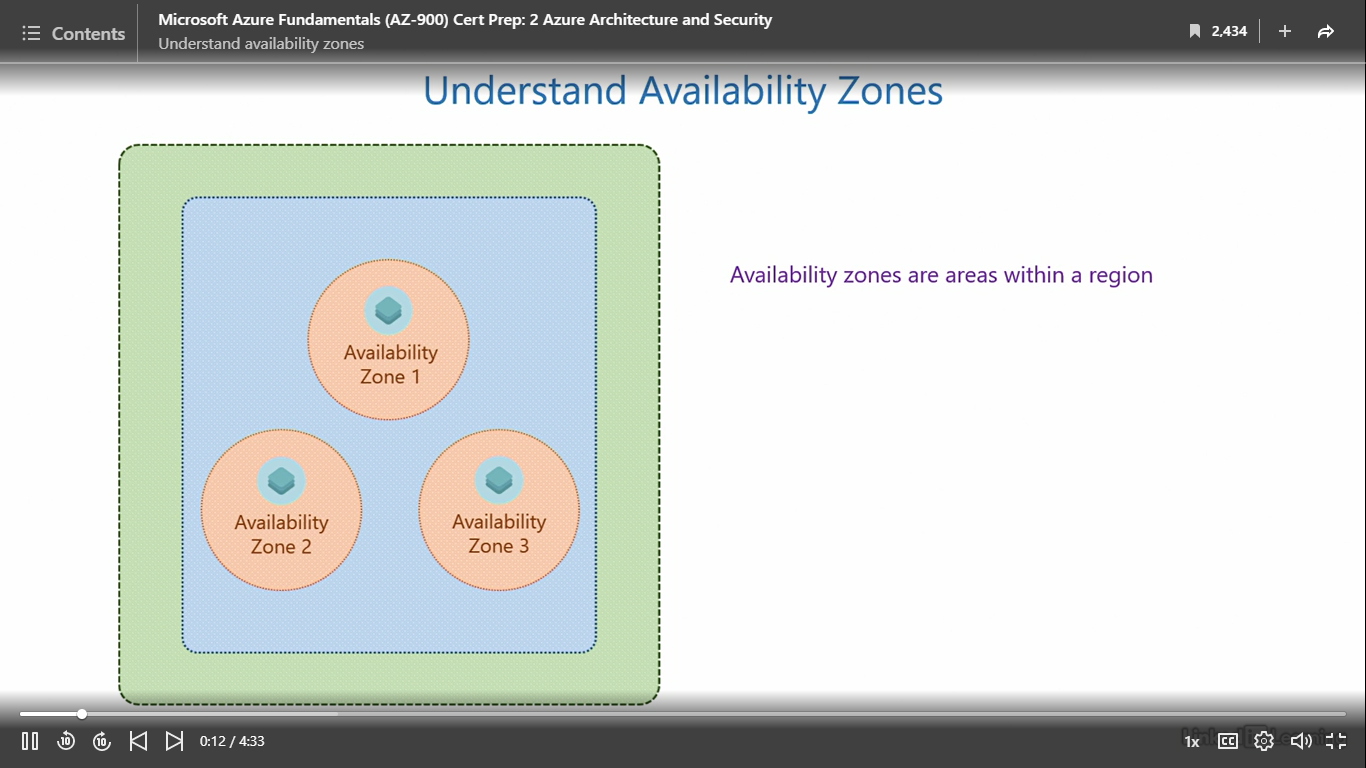 Contents
Microsoft Azure Fundamentals (AZ-900) Cert Prep: 2 Azure Architecture and Security
Understand availability zones
2,434
Understand Availability Zones
Availability zones are areas within a region
Availability
Zone 1
Availability
Zone 2
Availability
Zone 3
10
10
0:12 / 4:33
1x
CC